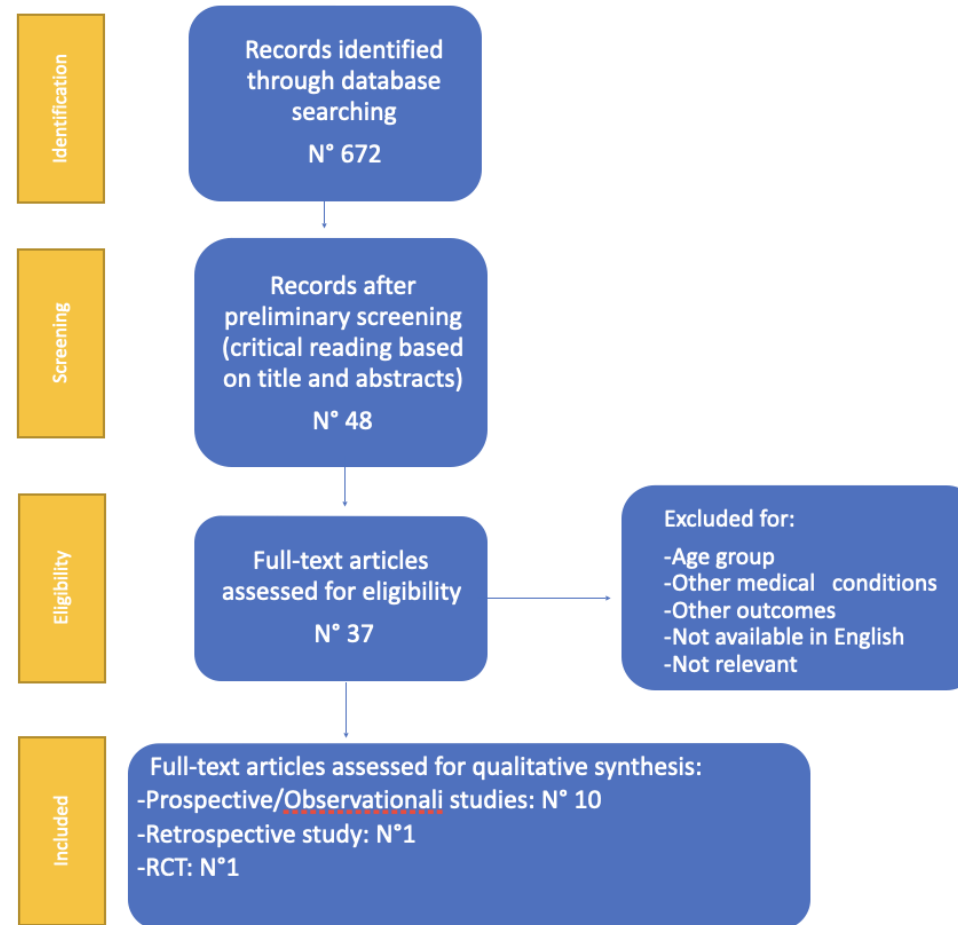 Identification
Records identified
through database
searching
N° 672
Screening
Records after
preliminary screening
(critical reading based
on title and abstracts)
N° 48
Eligibility
Full-text articles
assessed for eligibility
N° 37
Excluded for:
-Age group
-Other medical conditions
-Other outcomes
-Not available in English
-Not relevant
Included
Full-text articles assessed for qualitative synthesis:
-Prospective/Observationali studies: N° 10
-Retrospective study: N°1
-RCT: N°1